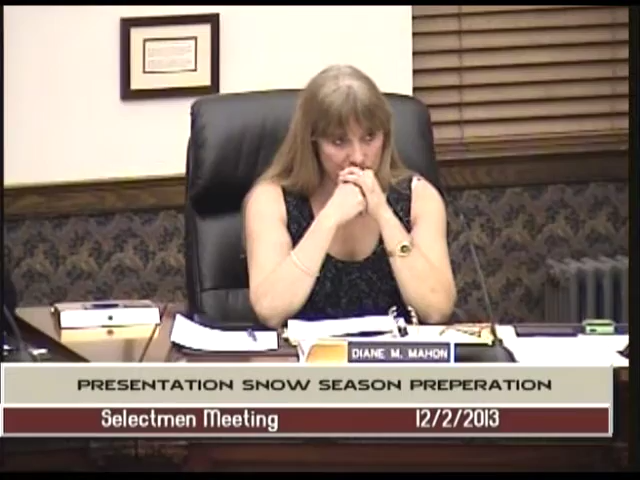 DIANE M. MAHON
PRESENTATION SNOW SEASON PREPERATION
Selectmen Meeting 12/2/2013